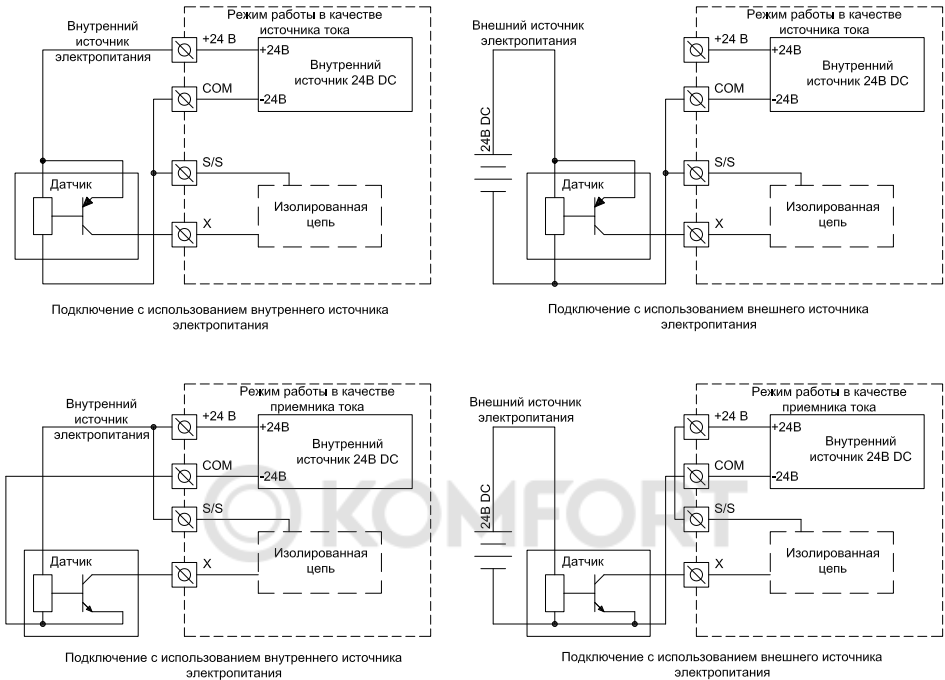 Внутренний
источник
электропитания
Режим работы в качестве
источника тока
+24 В
+24В
Внутренний
источник 24В DC
COM
-24В
S/S
Датчик
Изолированная
цепь
X
Подключение с использованием внутреннего источника
электропитания
Внешний источник
электропитания
Режим работы в качестве
источника тока
+24 В
+24В
Внутренний
источник 24В DC
COM
-24В
24В DC
S/S
Датчик
Изолированная
цепь
X
Подключение с использованием внешнего источника
электропитания
Внутренний
источник
электропитания
Режим работы в качестве
приемника тока
+24 В
+24В
Внутренний
источник 24В DC
COM
-24В
S/S
Датчик
Изолированная
цепь
X
Подключение с использованием внутреннего источника
электропитания
Внешний источник
электропитания
Режим работы в качестве
приемника тока
+24 В
+24В
Внутренний
источник 24В DC
COM
-24В
24В DC
S/S
Датчик
Изолированная
цепь
X
Подключение с использованием внешнего источника
электропитания
© KOMFORT